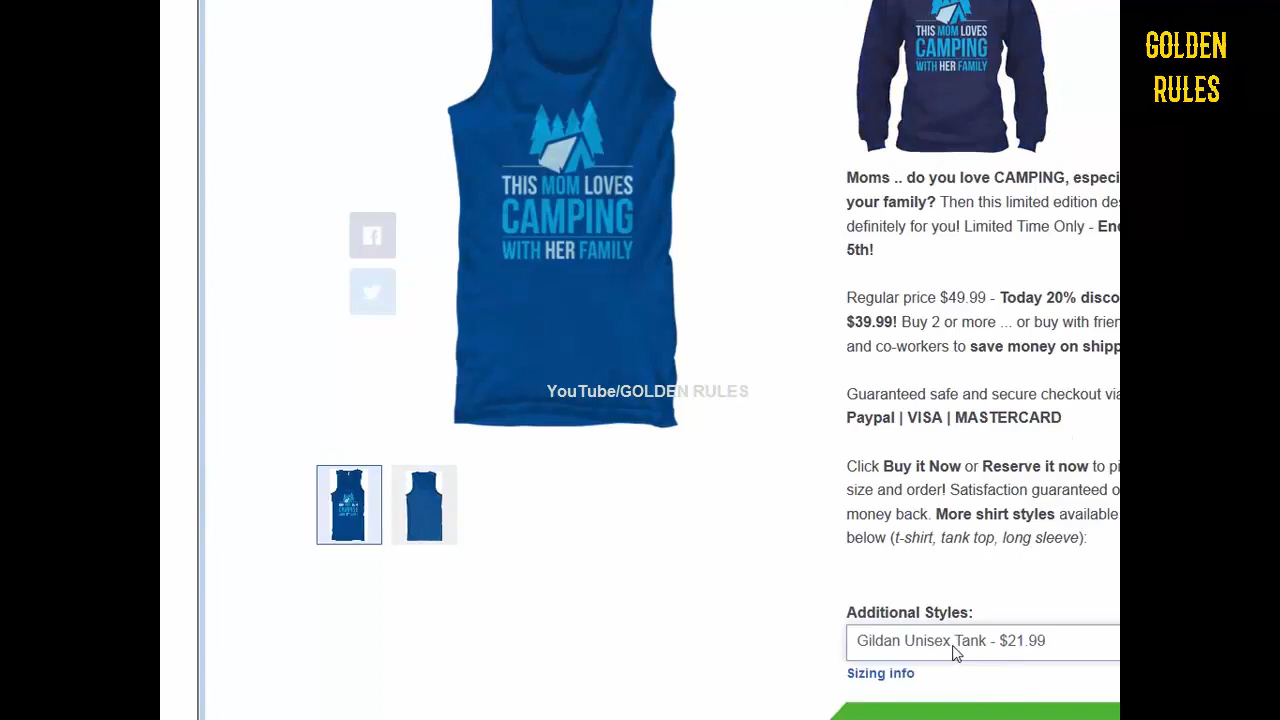 GOLDEN
RULES
THIS MOM LOVES
CAMPING
WITH HER FAMILY
THIS MOM LOVES
CAMPING
WITH HER FAMILY
Moms .. do you love CAMPING, especi
your family? Then this limited edition de
definitely for you! Limited Time Only - En
5th!
Regular price $49.99 - Today 20% disco
$39.99! Buy 2 or more ... or buy with frier
and co-workers to save money on shipp
Guaranteed safe and secure checkout via
Paypal | VISA | MASTERCARD
YouTube/GOLDEN RULES
Click Buy it Now or Reserve it now to pi
size and order! Satisfaction guaranteed o
money back. More shirt styles available
below (t-shirt, tank top, long sleeve):
Additional Styles:
Gildan Unisex Tank - $21.99
Sizing info